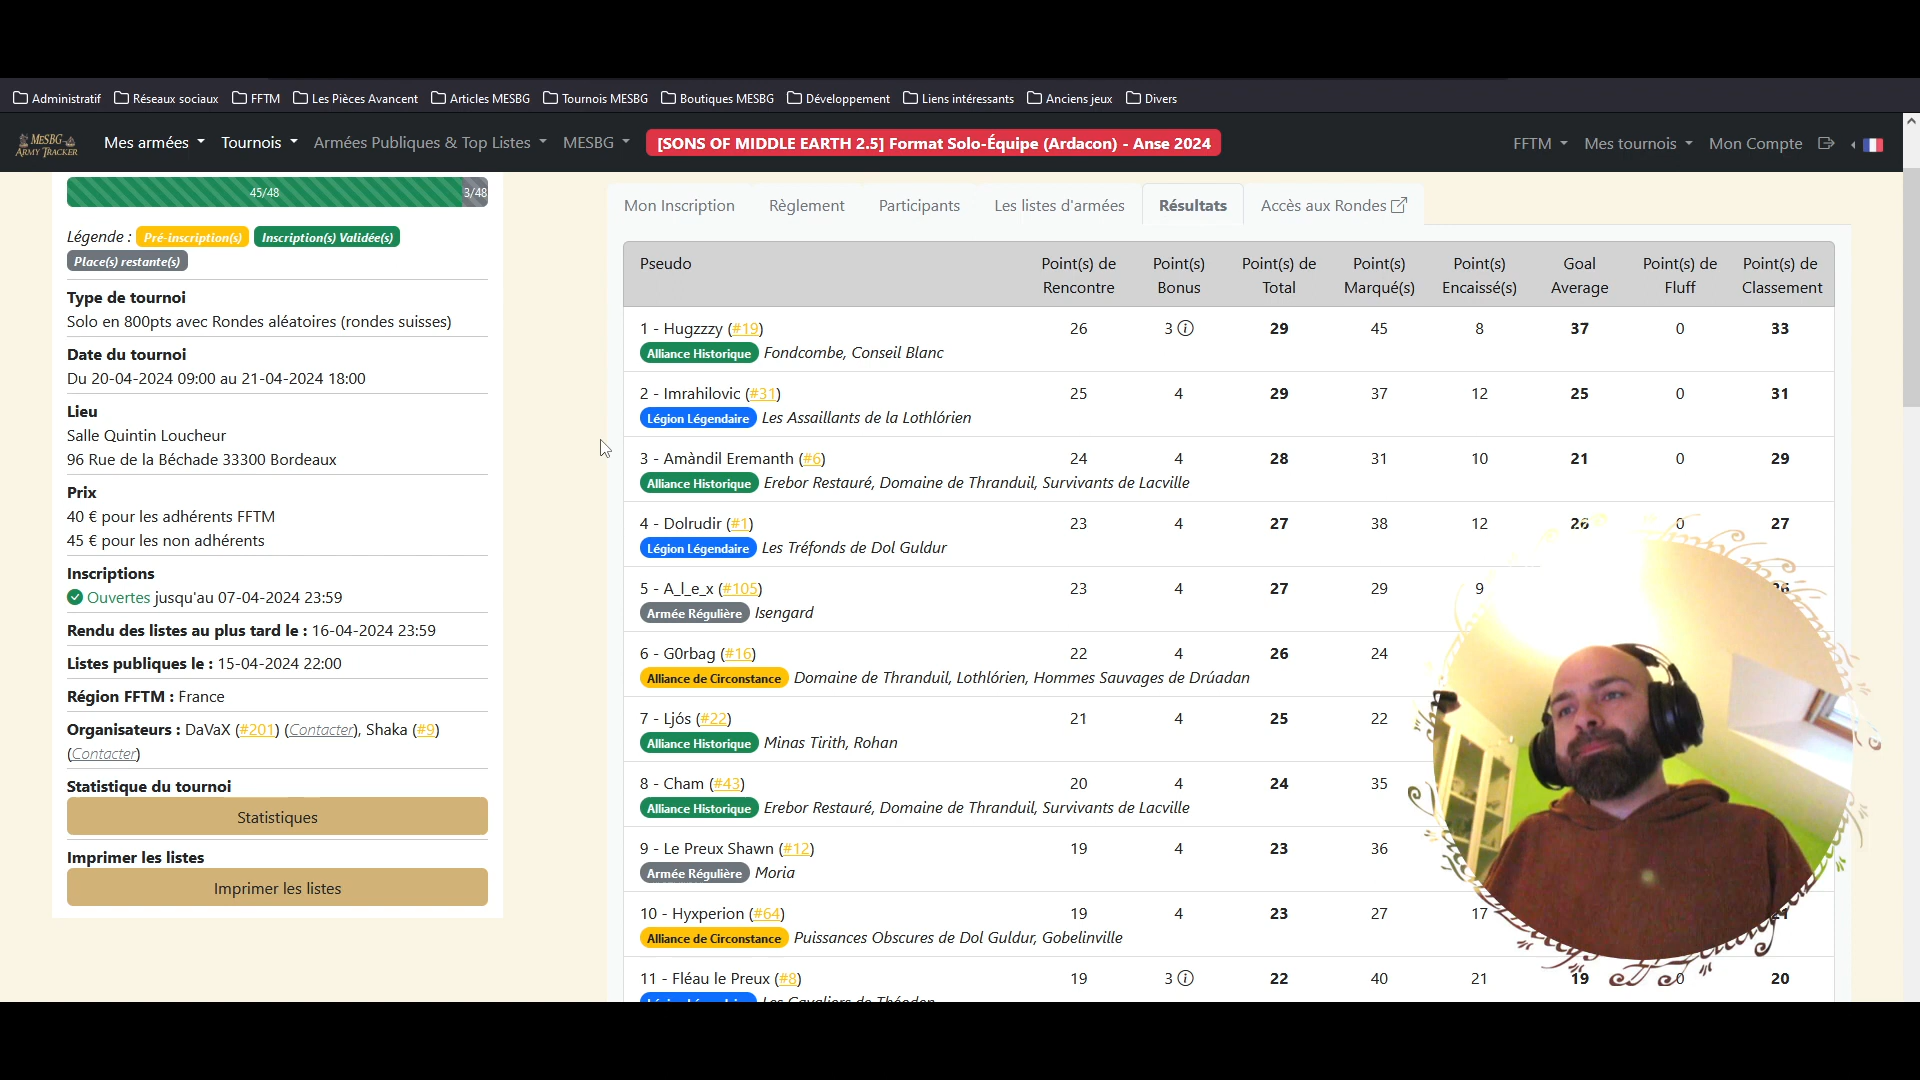 Administratif Réseaux sociaux FFTM Les Pièces Avancent Articles MESBG Tournois MESBG Boutiques MESBG Développement Liens intéressants Anciens jeux Divers
MESBG
ARMY TRACKER
Mes armées Tournois Armées Publiques & Top Listes MESBG [SONS OF MIDDLE EARTH 2.5] Format Solo-Équipe (Ardacon) - Anse 2024 FFTM Mes tournois Mon Compte
45/48 3/48
Légende : Pré-inscription(s) Inscription(s) Validée(s)
Place(s) restante(s)
Type de tournoi
Solo en 800pts avec Rondes aléatoires (rondes suisses)
Date du tournoi
Du 20-04-2024 09:00 au 21-04-2024 18:00
Lieu
Salle Quintin Loucheur
96 Rue de la Béchade 33300 Bordeaux
Prix
40 € pour les adhérents FFTM
45 € pour les non adhérents
Inscriptions
Ouvertes jusqu'au 07-04-2024 23:59
Rendu des listes au plus tard le : 16-04-2024 23:59
Listes publiques le : 15-04-2024 22:00
Région FFTM : France
Organisateurs : DaVaX (#201) (Contacter), Shaka (#9)
(Contacter)
Statistique du tournoi
Statistiques
Imprimer les listes
Imprimer les listes
Mon Inscription Règlement Participants Les listes d'armées Résultats Accès aux Rondes
Pseudo Point(s) de Rencontre Point(s) Bonus Point(s) de Total Point(s) Marqué(s) Point(s) Encaissé(s) Goal Average Point(s) de Fluff Point(s) de Classement
1 - Hugzzzy (#19) 26 3 29 45 8 37 0 33
Alliance Historique Fondcombe, Conseil Blanc
2 - Imrahilovic (#31) 25 4 29 37 12 25 0 31
Légion Légendaire Les Assaillants de la Lothlórien
3 - Amàndil Eremanth (#6) 24 4 28 31 10 21 0 29
Alliance Historique Erebor Restauré, Domaine de Thranduil, Survivants de Lacville
4 - Dolrudir (#1) 23 4 27 38 12 26 0 27
Légion Légendaire Les Tréfonds de Dol Guldur
5 - A_l_e_x (#105) 23 4 27 29 9
Armée Régulière Isengard
6 - G0rbag (#16) 22 4 26 24
Alliance de Circonstance Domaine de Thranduil, Lothlórien, Hommes Sauvages de Drúadan
7 - Ljós (#22) 21 4 25 22
Alliance Historique Minas Tirith, Rohan
8 - Cham (#43) 20 4 24 35
Alliance Historique Erebor Restauré, Domaine de Thranduil, Survivants de Lacville
9 - Le Preux Shawn (#12) 19 4 23 36
Armée Régulière Moria
10 - Hyxperion (#64) 19 4 23 27 17 21
Alliance de Circonstance Puissances Obscures de Dol Guldur, Gobelinville
11 - Fléau le Preux (#8) 19 3 22 40 21 19 0 20
Légion Légendaire Les Cavaliers de Théoden